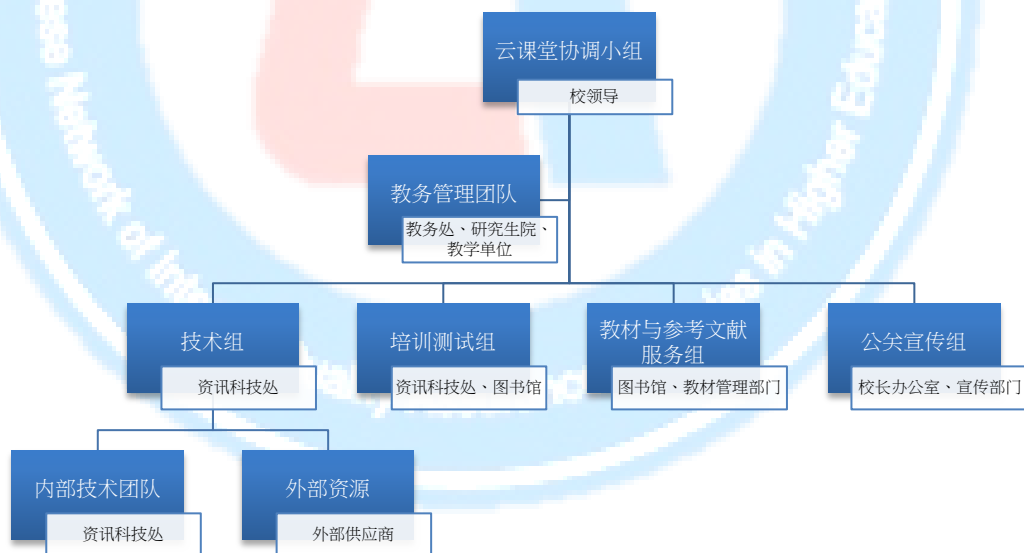 云课堂协调小组
校领导
教务管理团队
教务处、研究生院、
教学单位
技术组
资讯科技处
培训测试组
资讯科技处、图书馆
教材与参考文献
服务组
图书馆、教材管理部门
公关宣传组
校长办公室、宣传部门
内部技术团队
资讯科技处
外部资源
外部供应商
Network of
in Higher